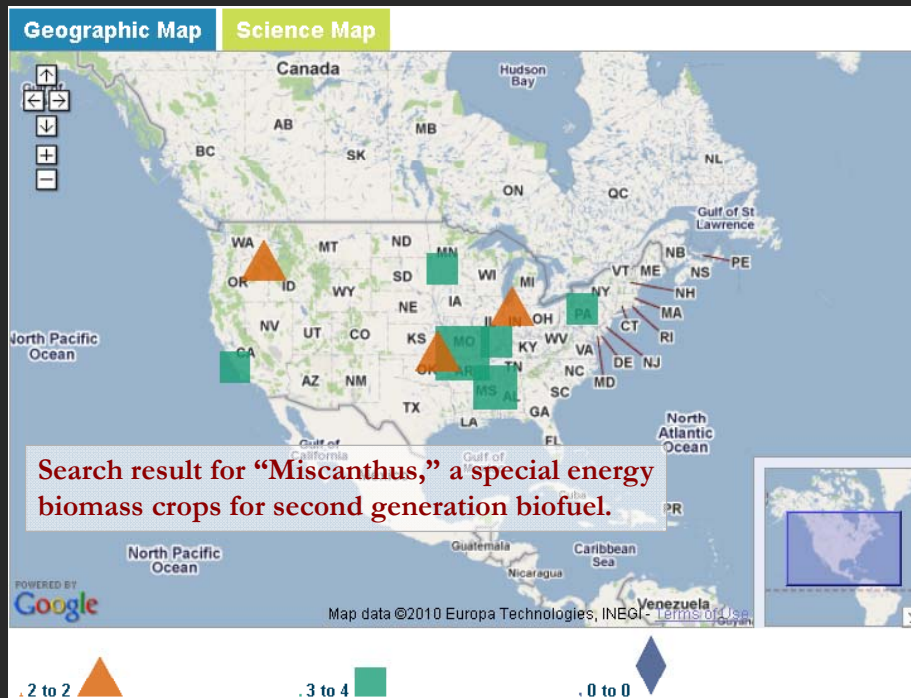 Geographic Map Science Map
Canada
Hudson
Bay
AB
MB
BC
SK
NL
ON
QC
Gulf of St
Lawrence
WA
MT
ND
MN
NB
PE
VT
ME
NS
OR
ID
SD
WI
MI
NY
NH
WY
IA
MA
NE
IL
IN
OH
PA
CT
RI
NV
UT
CO
KS
MO
KY
WV
VA
DE
NJ
MD
North Pacific
Ocean
CA
AZ
NM
OK
AR
TN
NC
SC
MS
AL
GA
TX
LA
FL
North
Atlantic
Ocean
Gulf of
California
Gulf of
Search result for “Miscanthus,” a special energy
biomass crops for second generation biofuel.
PR
North Pacific
Ocean
Guatemala
Caribbean
Sea
Nicaragua
POWERED BY
Google
Map data ©2010 Europa Technologies, INEGI - Terms of Use
Venezuela
2 to 2
3 to 4
0 to 0